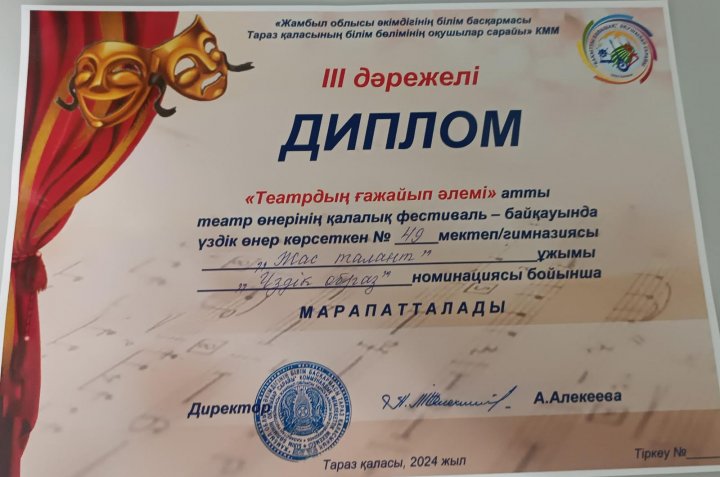 «Жамбыл облысы әкімдігінің білім басқармасы
Тараз қаласының білім бөлімінің оқушылар сарайы» КММ
III дәрежелі
ДИПЛОМ
«Театрдың ғажайып әлемі» атты
театр өнерінің қалалық фестиваль – байқауында
үздік өнер көрсеткен № 49 мектеп/гимназиясы
„Жас талант" ұжымы
„Үздік образ" номинациясы бойынша
МАРАПАТТАЛАДЫ
Директор А.Алекеева
Тараз қаласы, 2024 жыл
Тіркеу №